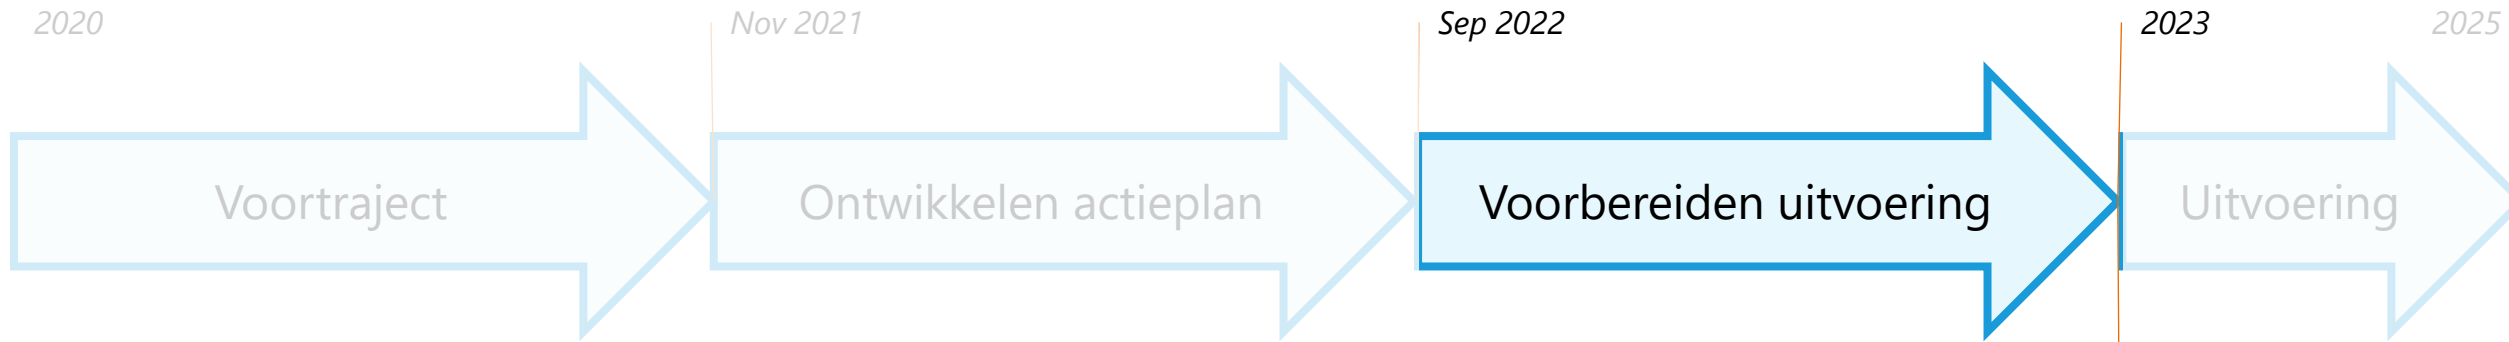 2020
Nov 2021
Sep 2022
2023
2025
Voortraject
Ontwikkelen actieplan
Voorbereiden uitvoering
Uitvoering